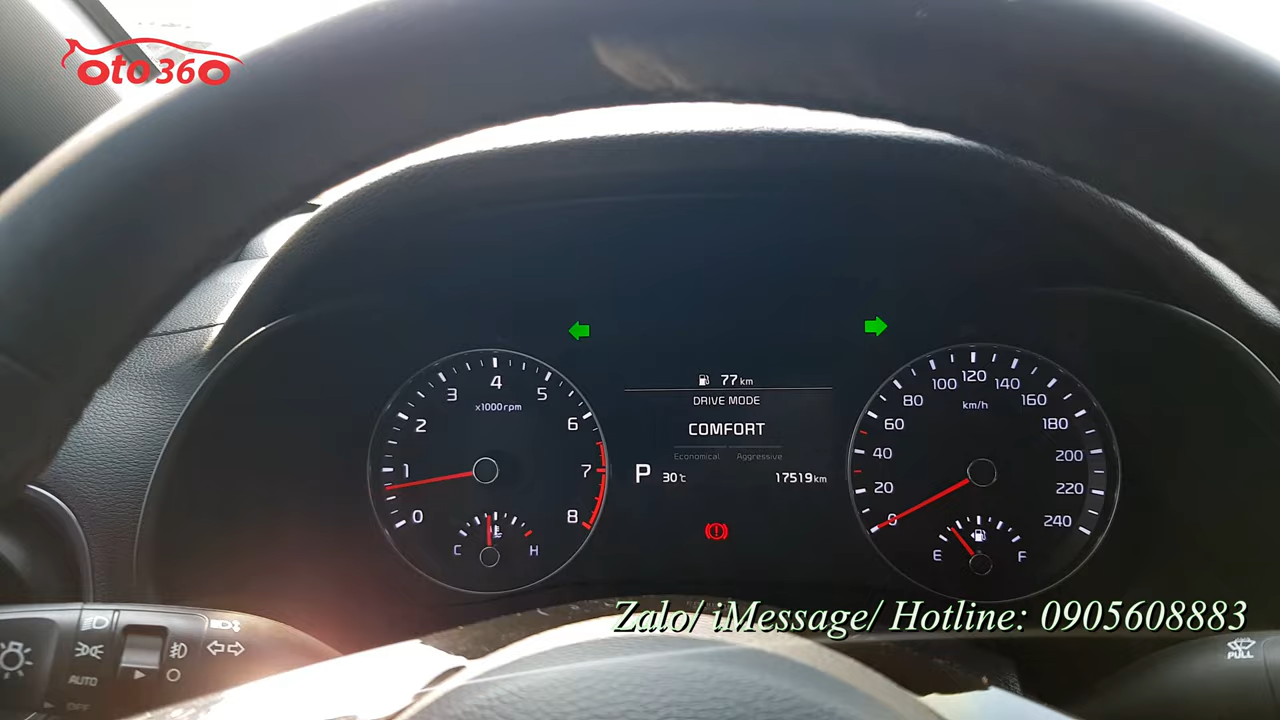 oto360
77 km
DRIVE MODE
COMFORT
Economical Aggressive
P 30℃ 17519km
0 1 2 3 4 5 6 7 8
x1000rpm
C H
0 20 40 60 80 100 120 140 160 180 200 220 240
km/h
E F
Zalo/ iMessage/ Hotline: 0905608883
AUTO
OFF
PULL